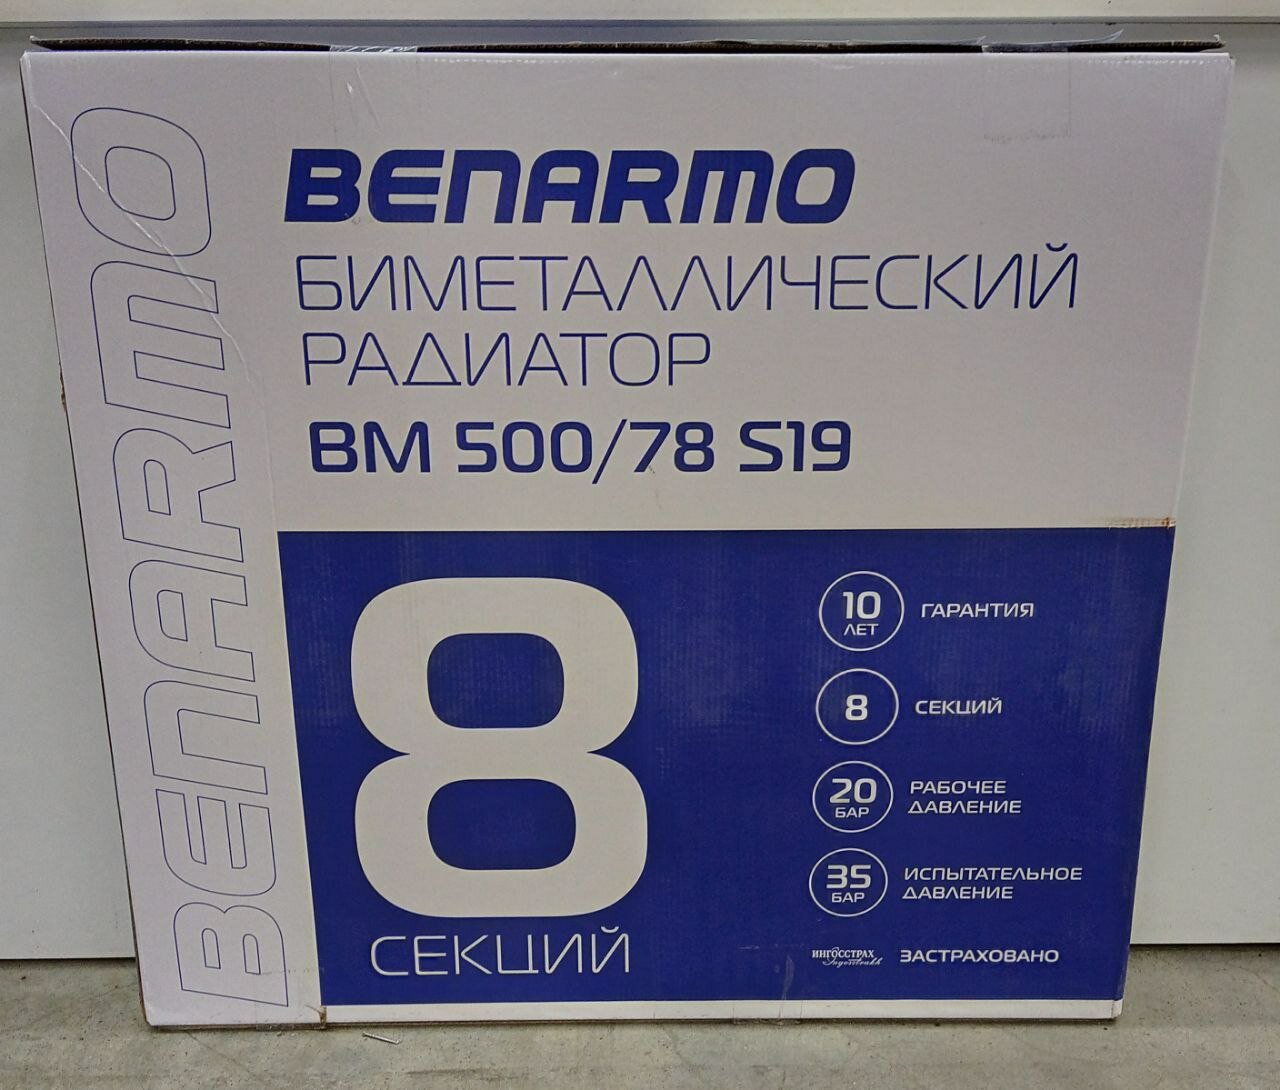 BENARMO
BENARMO
БИМЕТАЛЛИЧЕСКИЙ
РАДИАТОР
BM 500/78 S19
8
СЕКЦИЙ
10
ЛЕТ
ГАРАНТИЯ
8
СЕКЦИЙ
20
БАР
РАБОЧЕЕ
ДАВЛЕНИЕ
35
БАР
ИСПЫТАТЕЛЬНОЕ
ДАВЛЕНИЕ
ИНГОССТРАХ
Ingosstrakh
ЗАСТРАХОВАНО